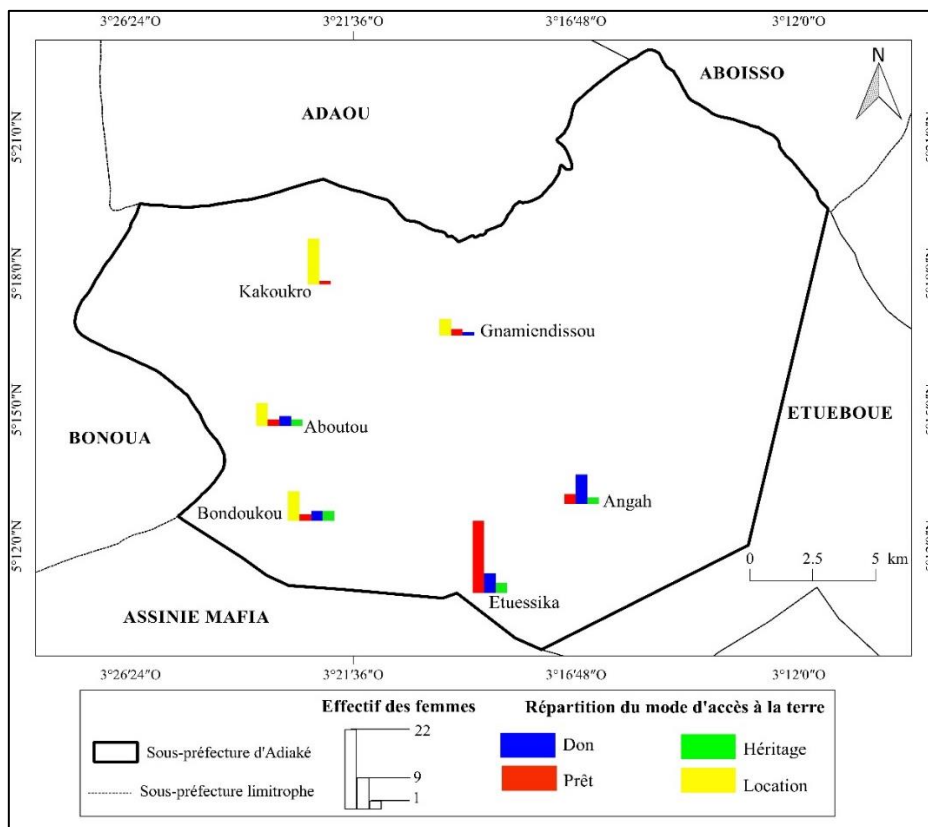 3°26'24"O 3°21'36"O 3°16'48"O 3°12'0"O
N
ABOISSO
ADAOU
5°21'0"N
5°18'0"N
Kakoukro
Gnamiendissou
5°15'0"N
Aboutou
BONOUA
ETUEBOUE
Angah
Bondoukou
5°12'0"N
0 2.5 5 km
Etuessika
ASSINIE MAFIA
3°26'24"O 3°21'36"O 3°16'48"O 3°12'0"O
Effectif des femmes
Répartition du mode d'accès à la terre
22
9
1
Sous-préfecture d'Adiaké
Sous-préfecture limitrophe
Don
Héritage
Prêt
Location